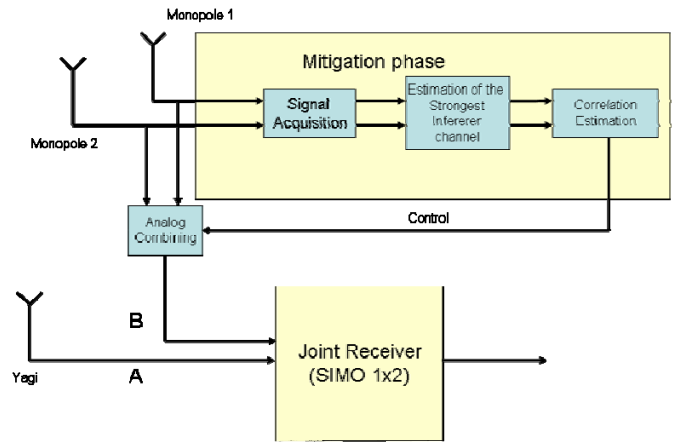 Monopole 1
Mitigation phase
Signal
Acquisition
Estimation of the
Strongest
Infererer
channel
Correlation
Estimation
Monopole 2
Analog
Combining
Control
B
A
Yagi
Joint Receiver
(SIMO 1x2)